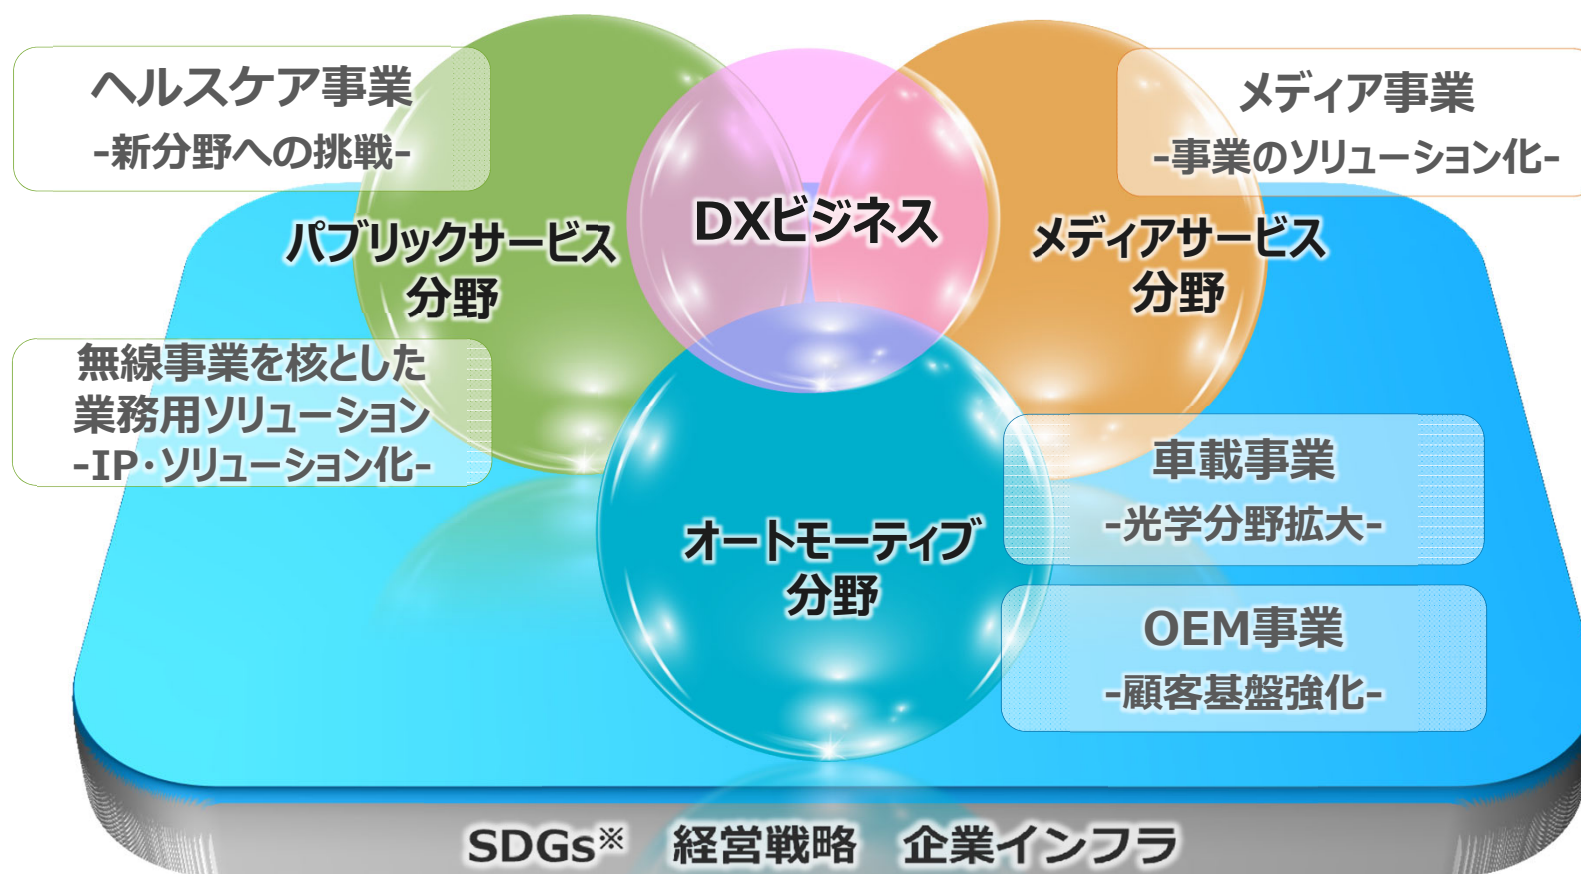 ヘルスケア事業
-新分野への挑戦-
メディア事業
-事業のソリューション化-
DXビジネス
パブリックサービス
分野
メディアサービス
分野
無線事業を核とした
業務用ソリューション
-IP・ソリューション化-
車載事業
-光学分野拡大-
オートモーティブ
分野
OEM事業
-顧客基盤強化-
SDGs※　経営戦略　企業インフラ